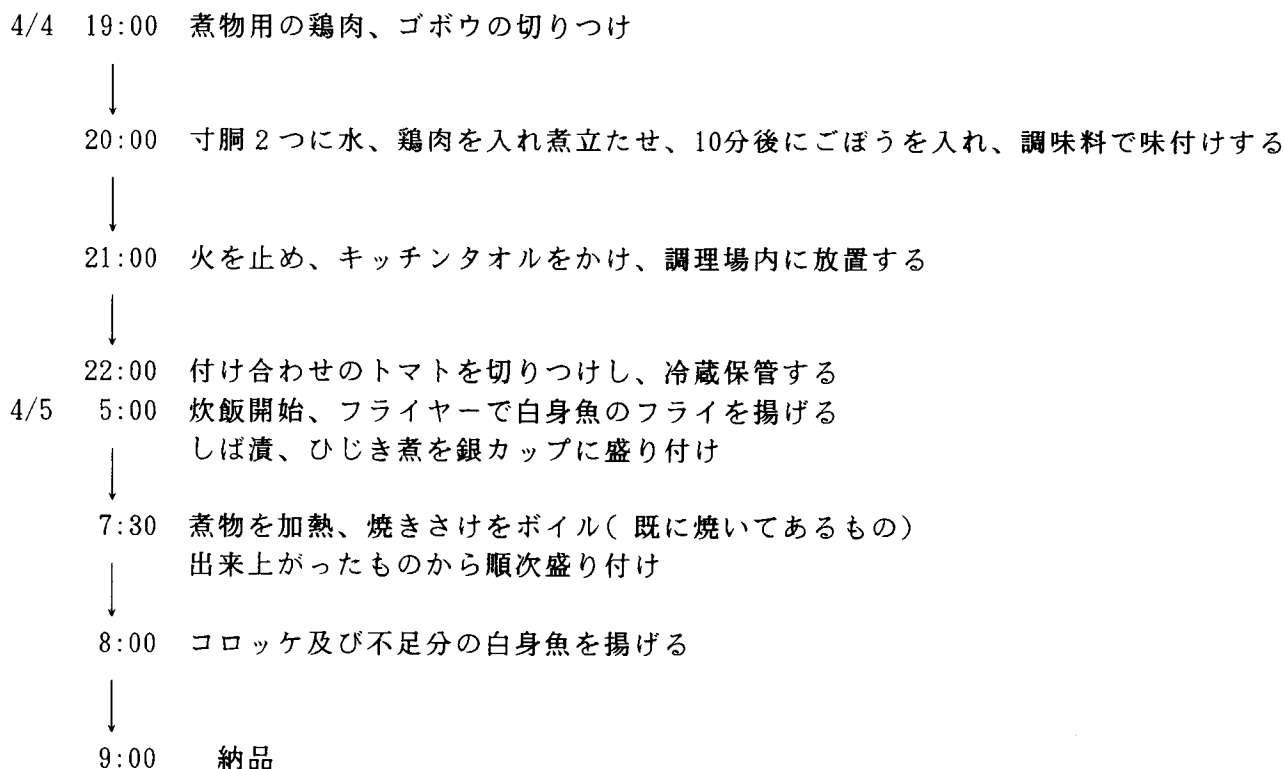 4/4 19:00 煮物用の鶏肉、ゴボウの切りつけ
20:00 寸胴2つに水、鶏肉を入れ煮立たせ、10分後にごぼうを入れ、調味料で味付けする
21:00 火を止め、キッチンタオルをかけ、調理場内に放置する
22:00 付け合わせのトマトを切りつけし、冷蔵保管する
4/5 5:00 炊飯開始、フライヤーで白身魚のフライを揚げる
しば漬、ひじき煮を銀カップに盛り付け
7:30 煮物を加熱、焼きさけをボイル(既に焼いてあるもの)
出来上がったものから順次盛り付け
8:00 コロッケ及び不足分の白身魚を揚げる
9:00 納品